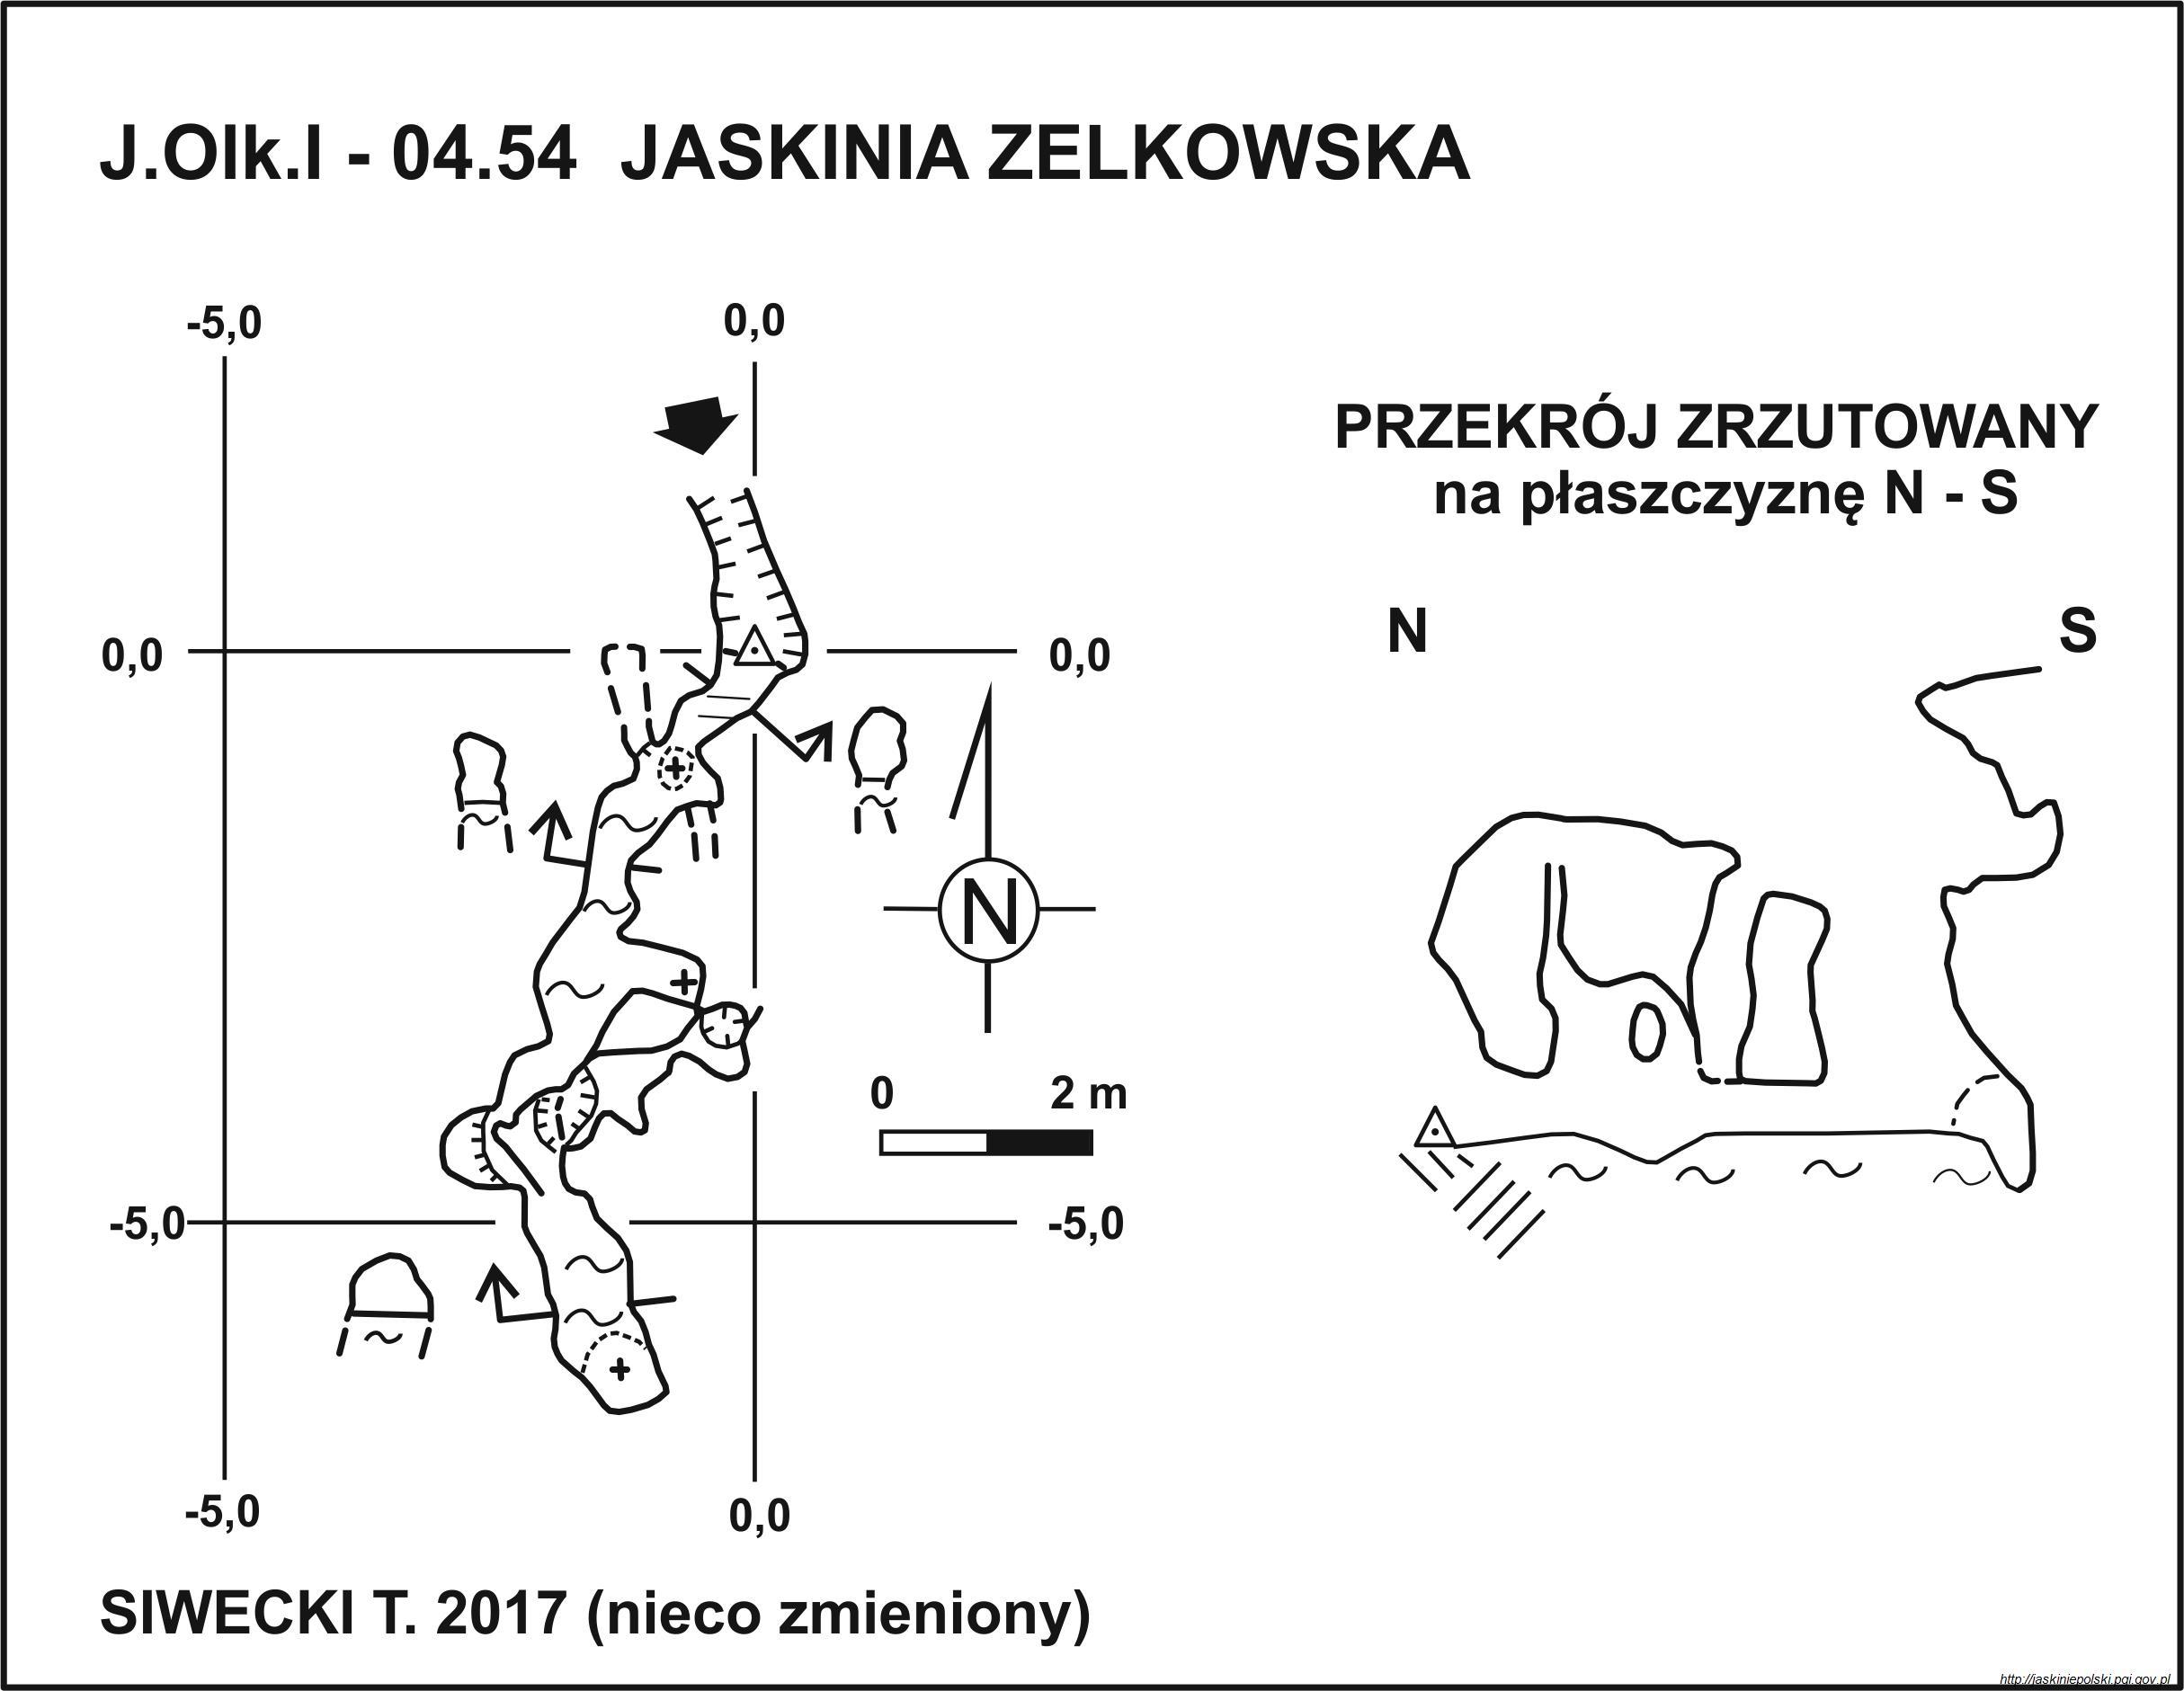 J.Olk.I - 04.54 JASKINIA ZELKOWSKA
-5,0
0,0
PRZEKRÓJ ZRZUTOWANY
na płaszczyznę N - S
N
S
0,0
0,0
N
0
2 m
-5,0
-5,0
-5,0
0,0
SIWECKI T. 2017 (nieco zmieniony)
http://jaskiniepolski.pgi.gov.pl